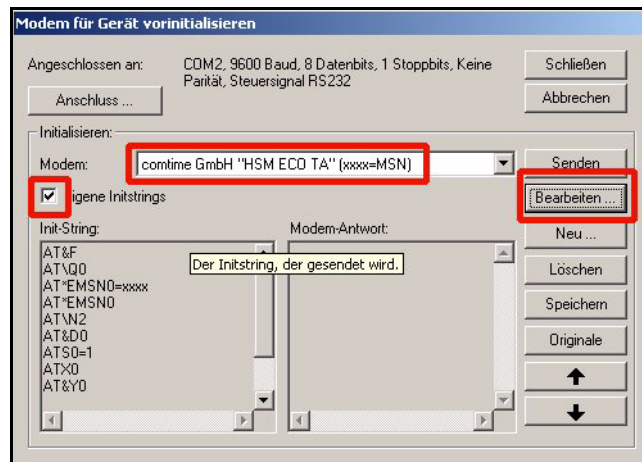 Modem für Gerät vorinitialisieren
Angeschlossen an:
COM2, 9600 Baud, 8 Datenbits, 1 Stoppbits, Keine
Parität, Steuersignal RS232
Schließen
Anschluss ...
Abbrechen
Initialisieren:
Modem:
comtime GmbH "HSM ECO TA" (xxxx=MSN)
Senden
igene Initstrings
Bearbeiten ...
Init-String:
Modem-Antwort:
Neu ...
AT&F
AT\Q0
AT*EMSN0=xxxx
AT*EMSN0
AT\N2
AT&D0
ATS0=1
ATX0
AT&Y0
Der Initstring, der gesendet wird.
Löschen
Speichern
Originale